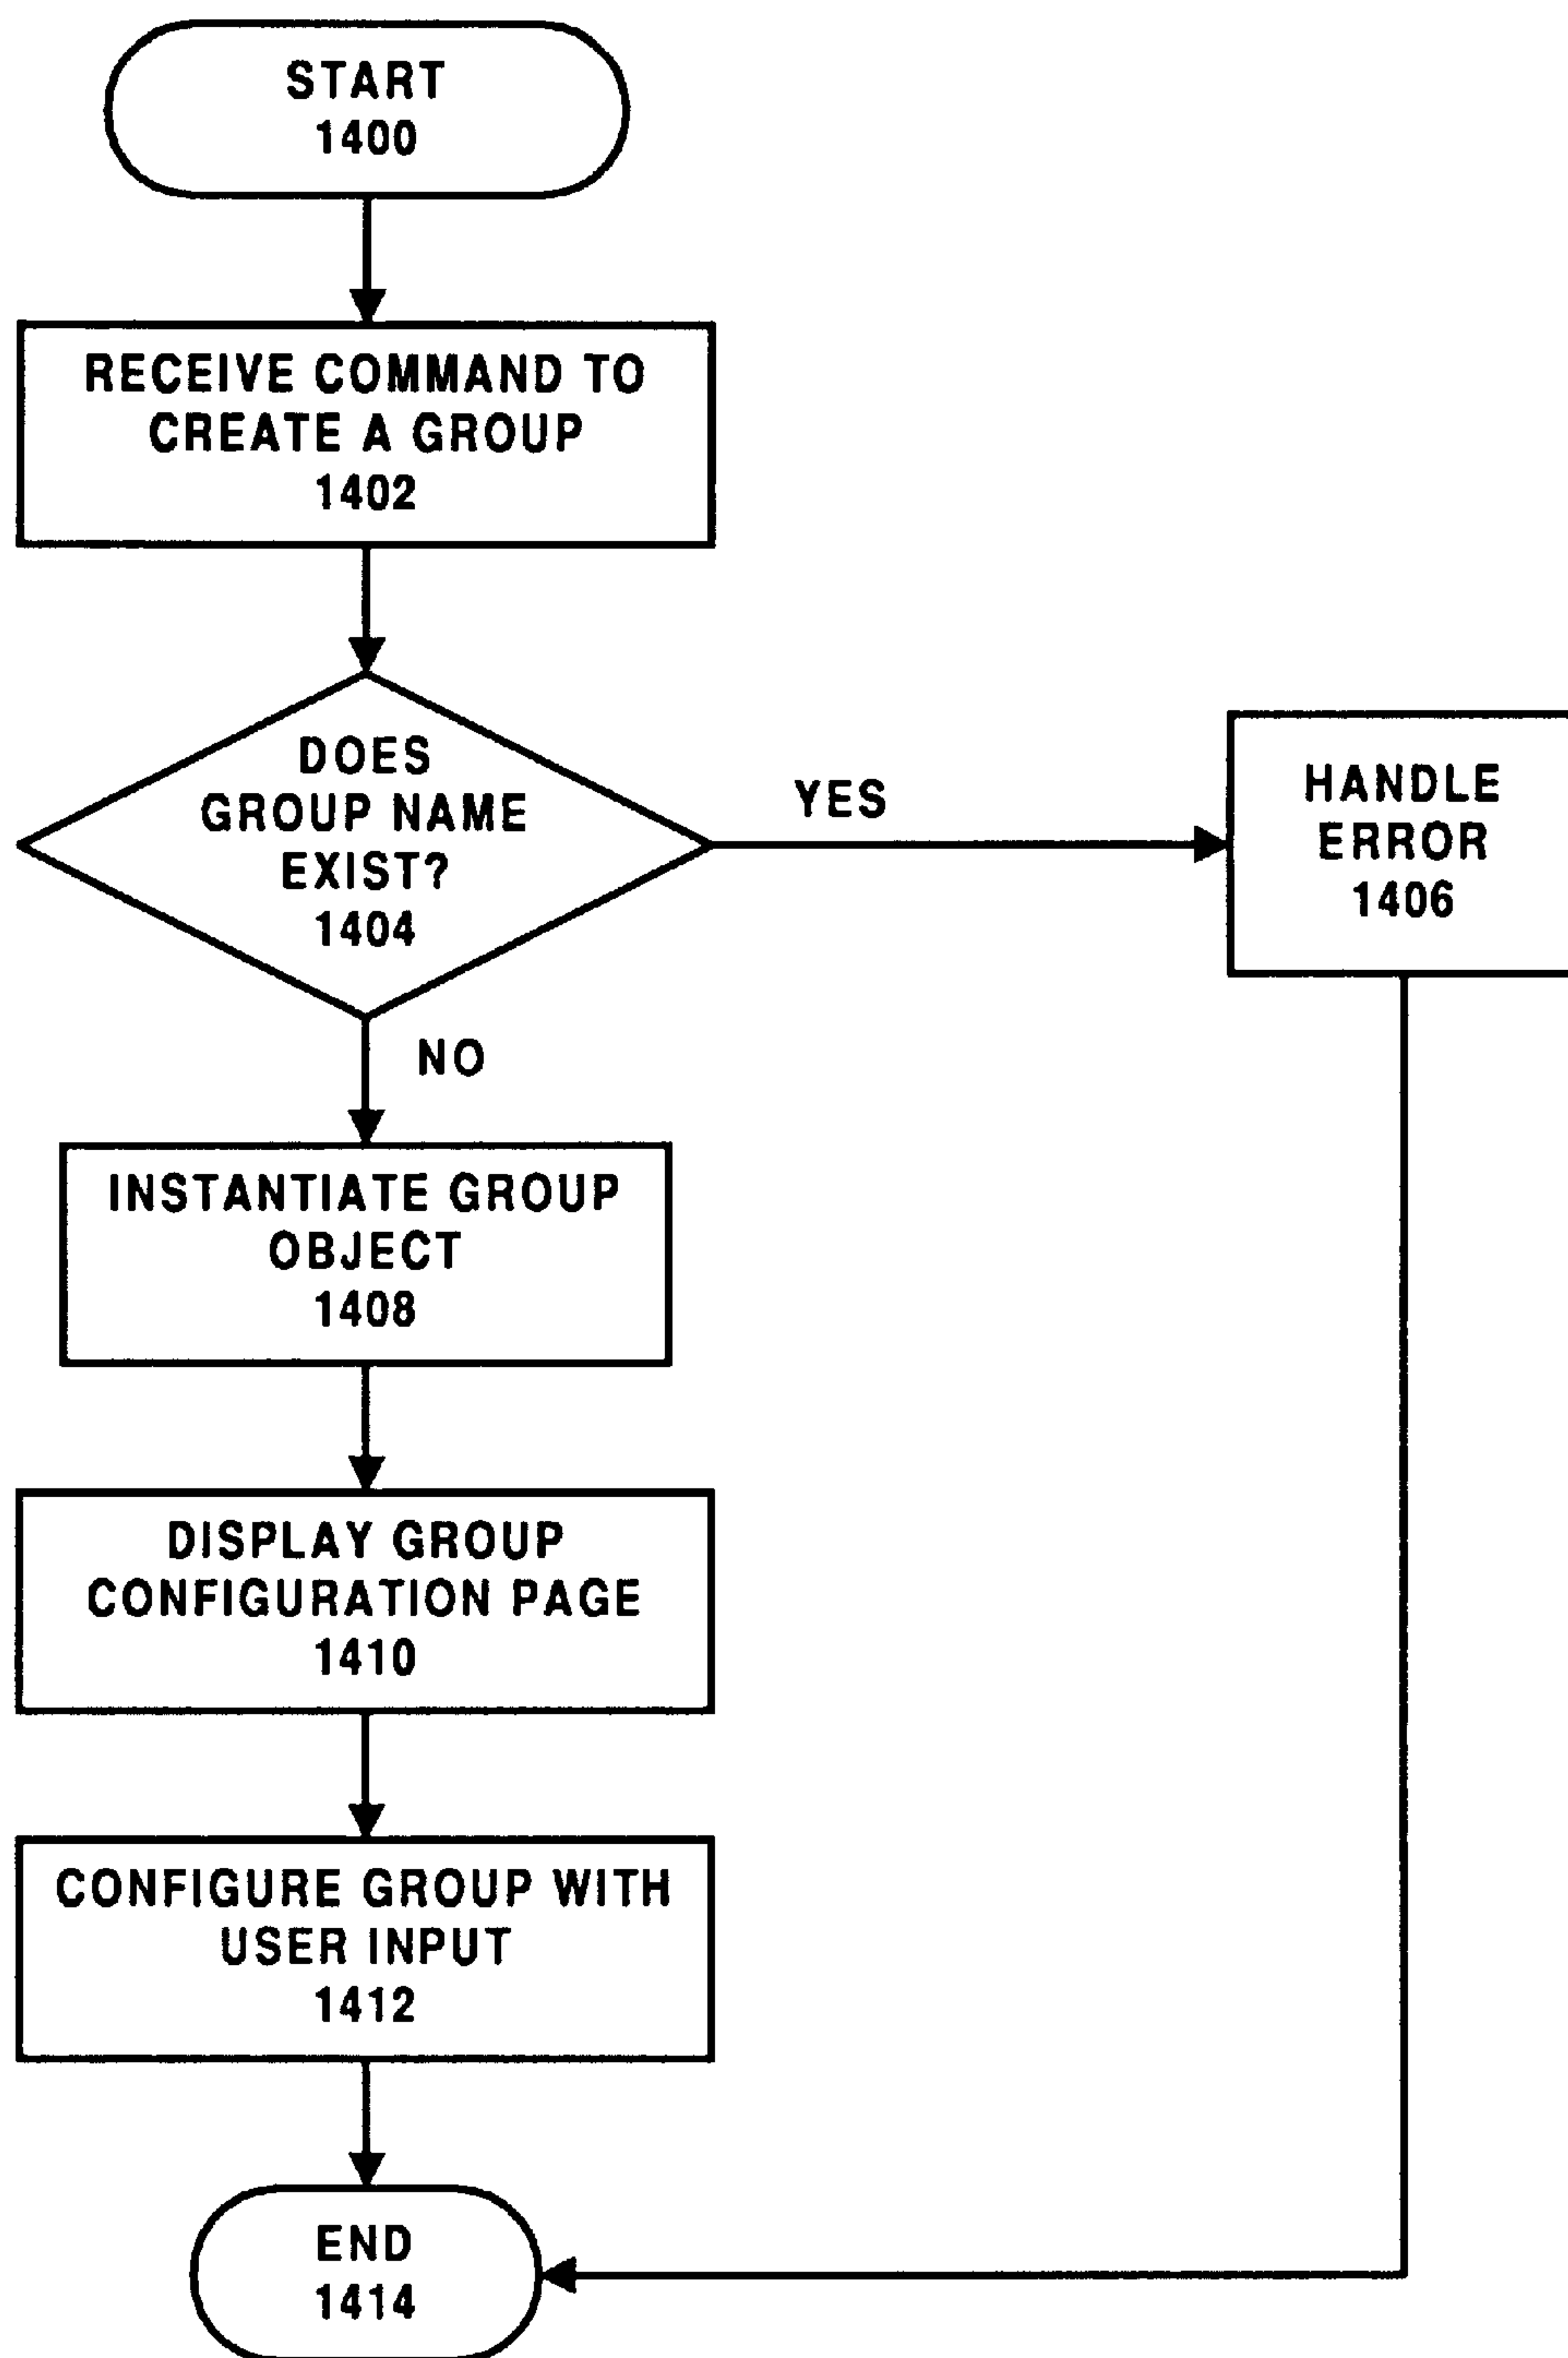 START
1400
RECEIVE COMMAND TO
CREATE A GROUP
1402
DOES
GROUP NAME
EXIST?
1404
YES
HANDLE
ERROR
1406
NO
INSTANTIATE GROUP
OBJECT
1408
DISPLAY GROUP
CONFIGURATION PAGE
1410
CONFIGURE GROUP WITH
USER INPUT
1412
END
1414